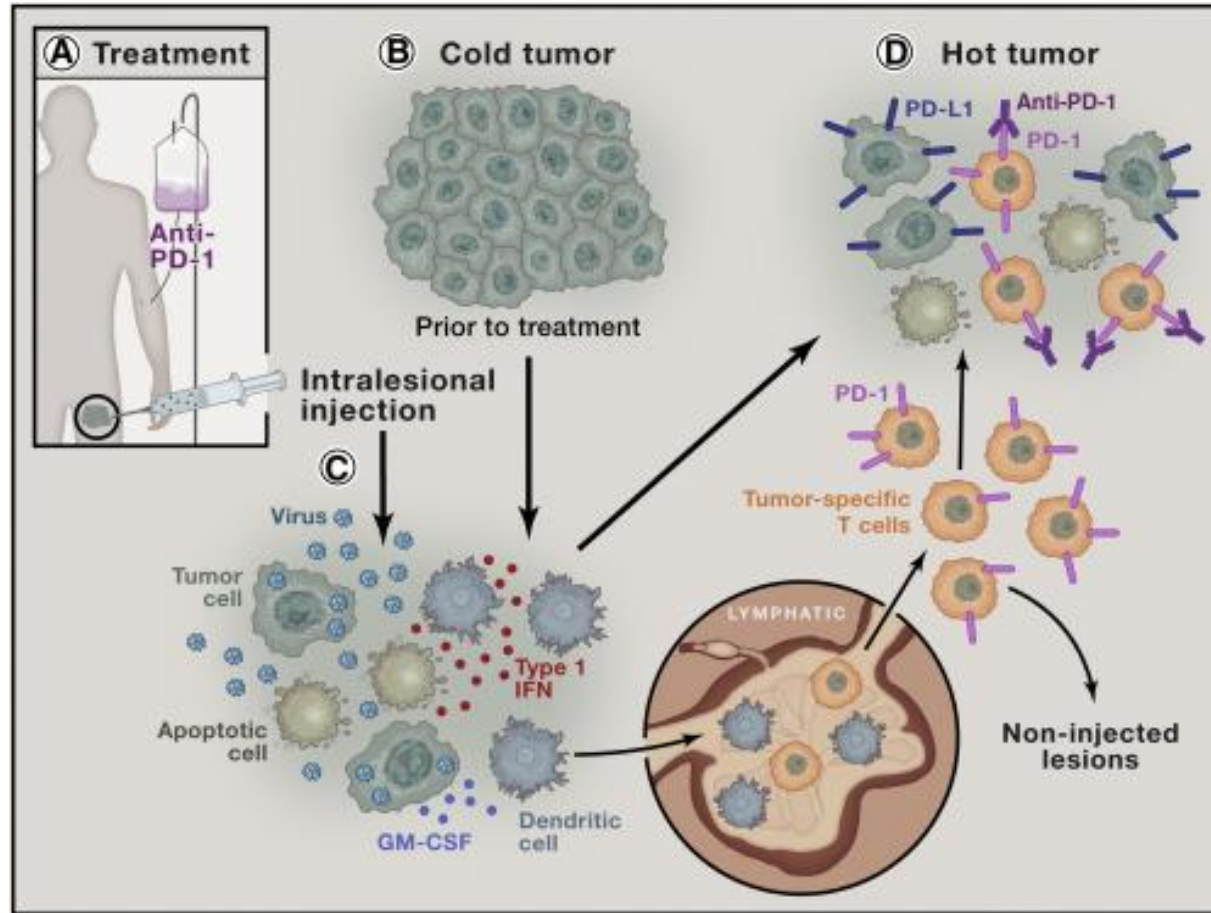 A Treatment
Anti-
PD-1
B Cold tumor
Prior to treatment
Intralesional
injection
C
Virus
Tumor
cell
Type 1
IFN
Apoptotic
cell
GM-CSF
Dendritic
cell
LYMPHATIC
D Hot tumor
PD-L1
Anti-PD-1
PD-1
PD-1
Tumor-specific
T cells
Non-injected
lesions